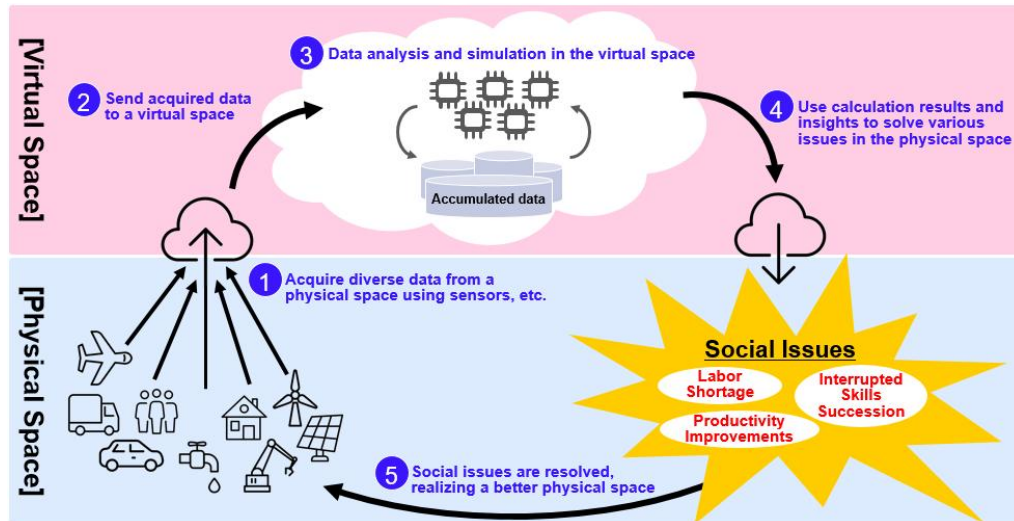 [Virtual Space]
3 Data analysis and simulation in the virtual space
2 Send acquired data
to a virtual space
4 Use calculation results and
insights to solve various
issues in the physical space
Accumulated data
[Physical Space]
1 Acquire diverse data from a
physical space using sensors, etc.
Social Issues
Labor
Shortage
Interrupted
Skills
Succession
Productivity
Improvements
5 Social issues are resolved,
realizing a better physical space